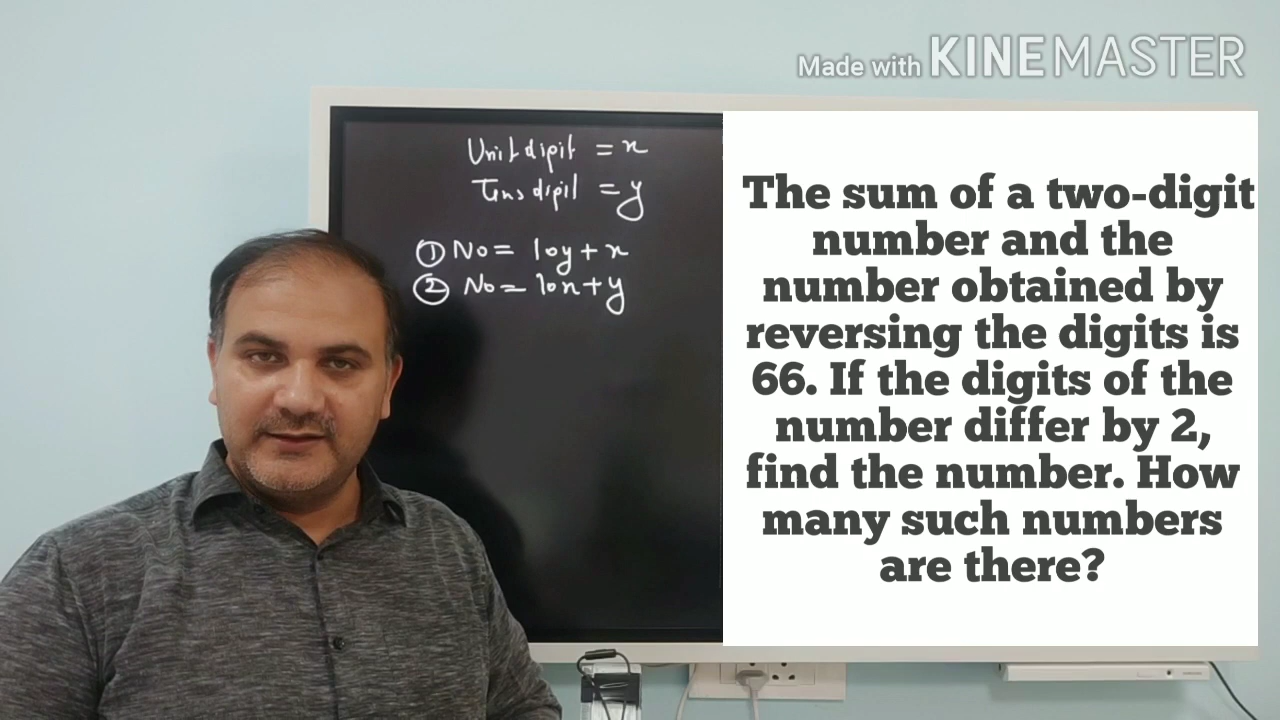 Made with KINEMASTER
Unit digit = x
Tens digit = y
① No = 10y + x
② No = 10x + y
The sum of a two-digit
number and the
number obtained by
reversing the digits is
66. If the digits of the
number differ by 2,
find the number. How
many such numbers
are there?